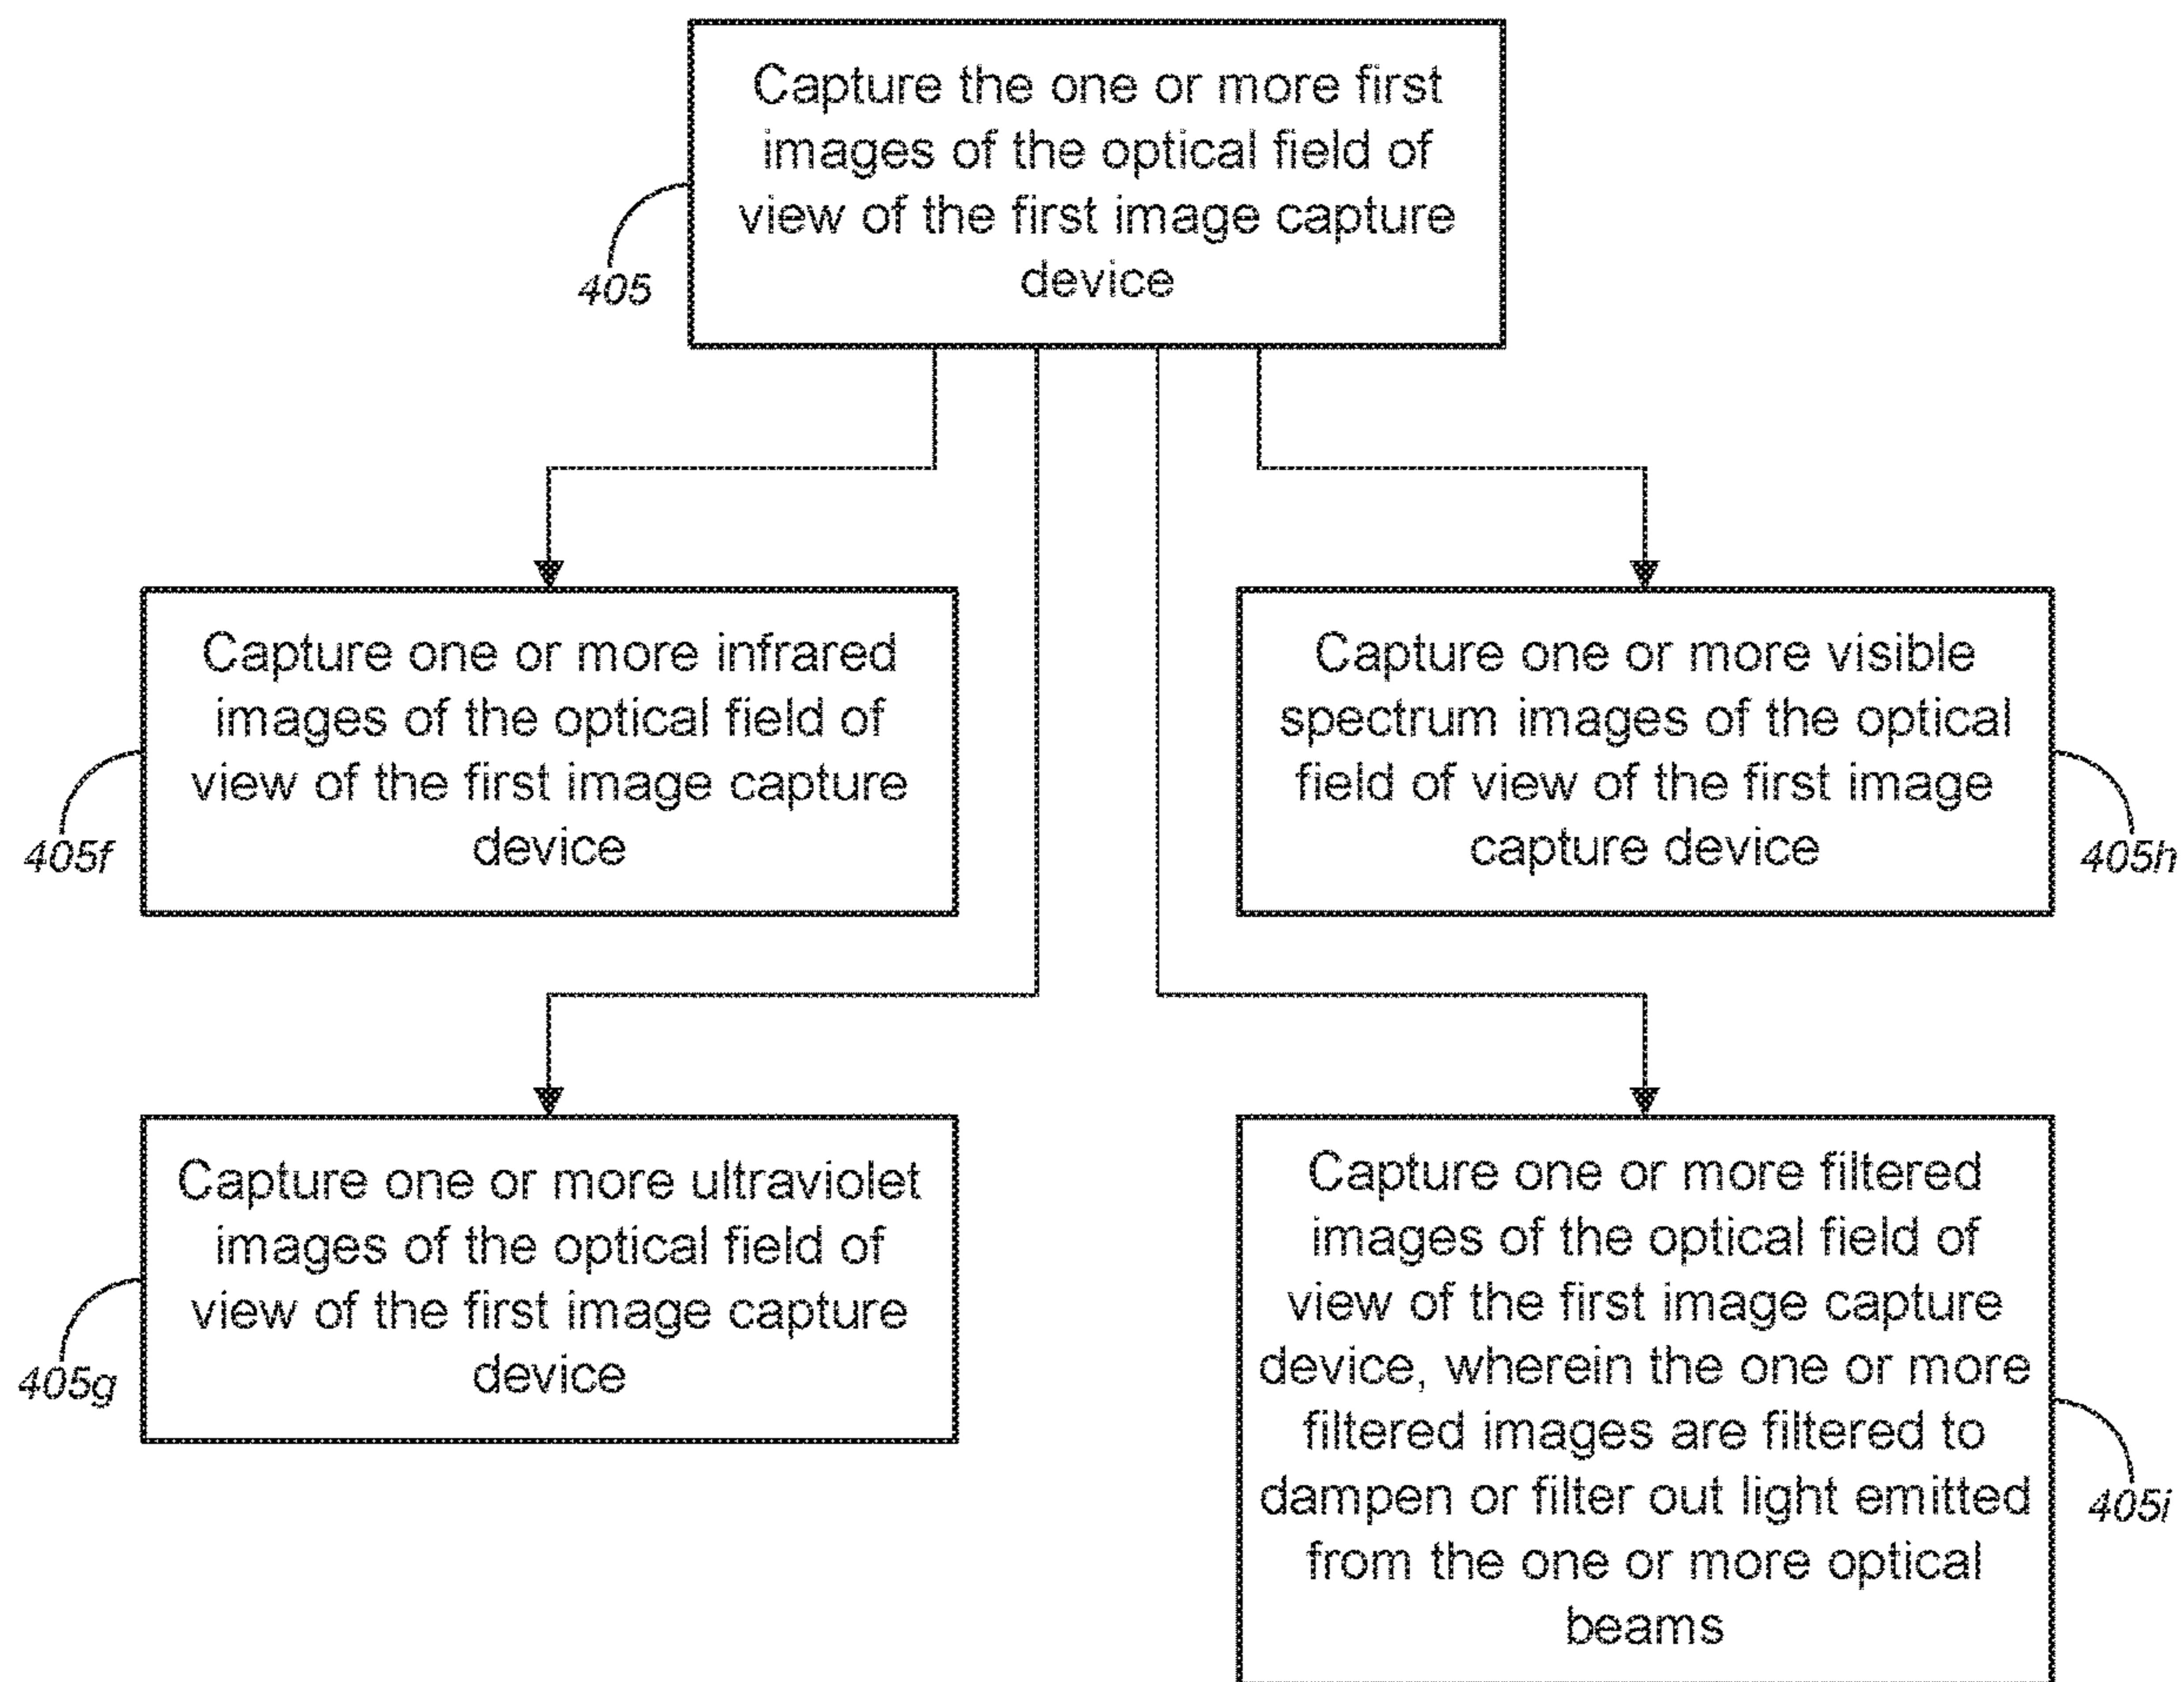 Capture the one or more first
images of the optical field of
view of the first image capture
device
405
Capture one or more infrared
images of the optical field of
view of the first image capture
device
405f
Capture one or more visible
spectrum images of the optical
field of view of the first image
capture device
405h
Capture one or more ultraviolet
images of the optical field of
view of the first image capture
device
405g
Capture one or more filtered
images of the optical field of
view of the first image capture
device, wherein the one or more
filtered images are filtered to
dampen or filter out light emitted
from the one or more optical
beams
405i